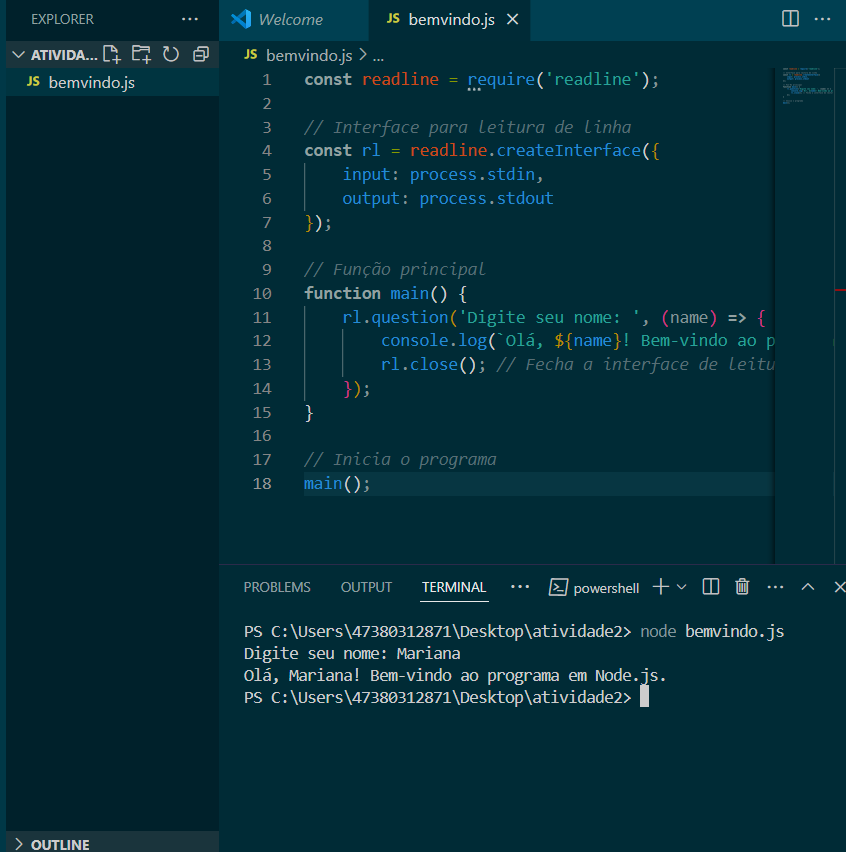 EXPLORER ...
ATIVIDA...
JS bemvindo.js
Welcome
JS bemvindo.js
JS bemvindo.js > ...
1 const readline = require('readline');
2
3 // Interface para leitura de linha
4 const rl = readline.createInterface({
5 input: process.stdin,
6 output: process.stdout
7 });
8
9 // Função principal
10 function main() {
11 rl.question('Digite seu nome: ', (name) => {
12 console.log(`Olá, ${name}! Bem-vindo ao p
13 rl.close(); // Fecha a interface de leitu
14 });
15 }
16
17 // Inicia o programa
18 main();
PROBLEMS OUTPUT TERMINAL ... powershell
PS C:\Users\47380312871\Desktop\atividade2> node bemvindo.js
Digite seu nome: Mariana
Olá, Mariana! Bem-vindo ao programa em Node.js.
PS C:\Users\47380312871\Desktop\atividade2>
OUTLINE